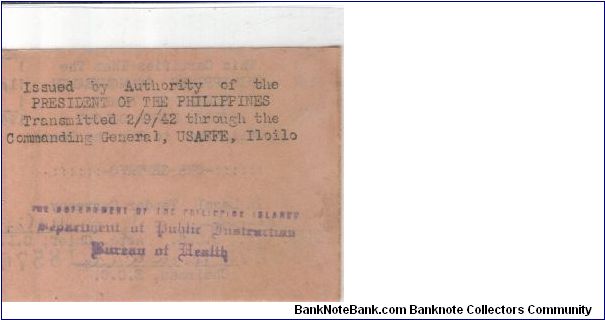 Issued by Authority of the
PRESIDENT OF THE PHILIPPINES
Transmitted 2/9/42 through the
Commanding General, USAFFE, Iloilo
THE GOVERNMENT OF THE PHILIPPINE ISLANDS
Department of Public Instruction
Bureau of Health
BankNoteBank.com Banknote Collectors Community